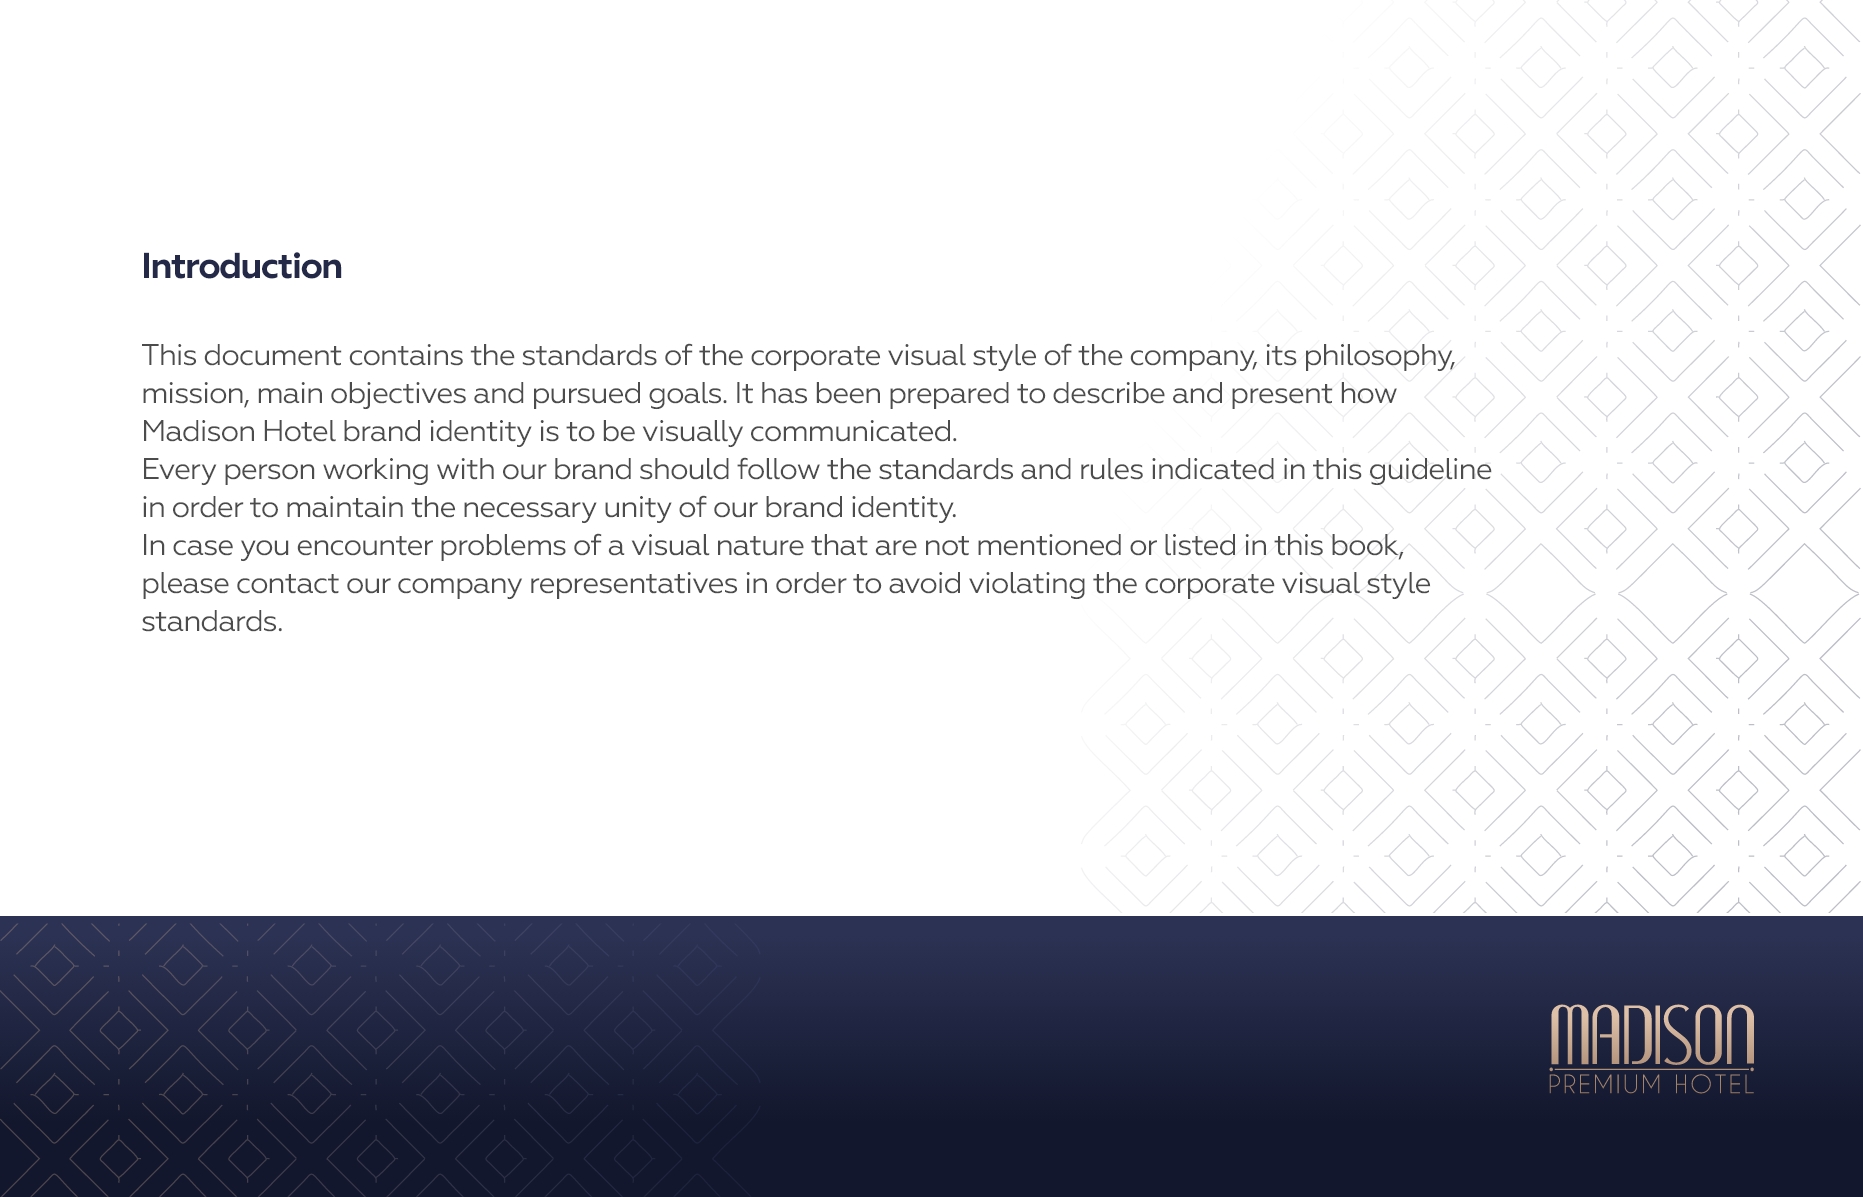 Introduction
This document contains the standards of the corporate visual style of the company, its philosophy,
mission, main objectives and pursued goals. It has been prepared to describe and present how
Madison Hotel brand identity is to be visually communicated.
Every person working with our brand should follow the standards and rules indicated in this guideline
in order to maintain the necessary unity of our brand identity.
In case you encounter problems of a visual nature that are not mentioned or listed in this book,
please contact our company representatives in order to avoid violating the corporate visual style
standards.
MADISON
PREMIUM HOTEL